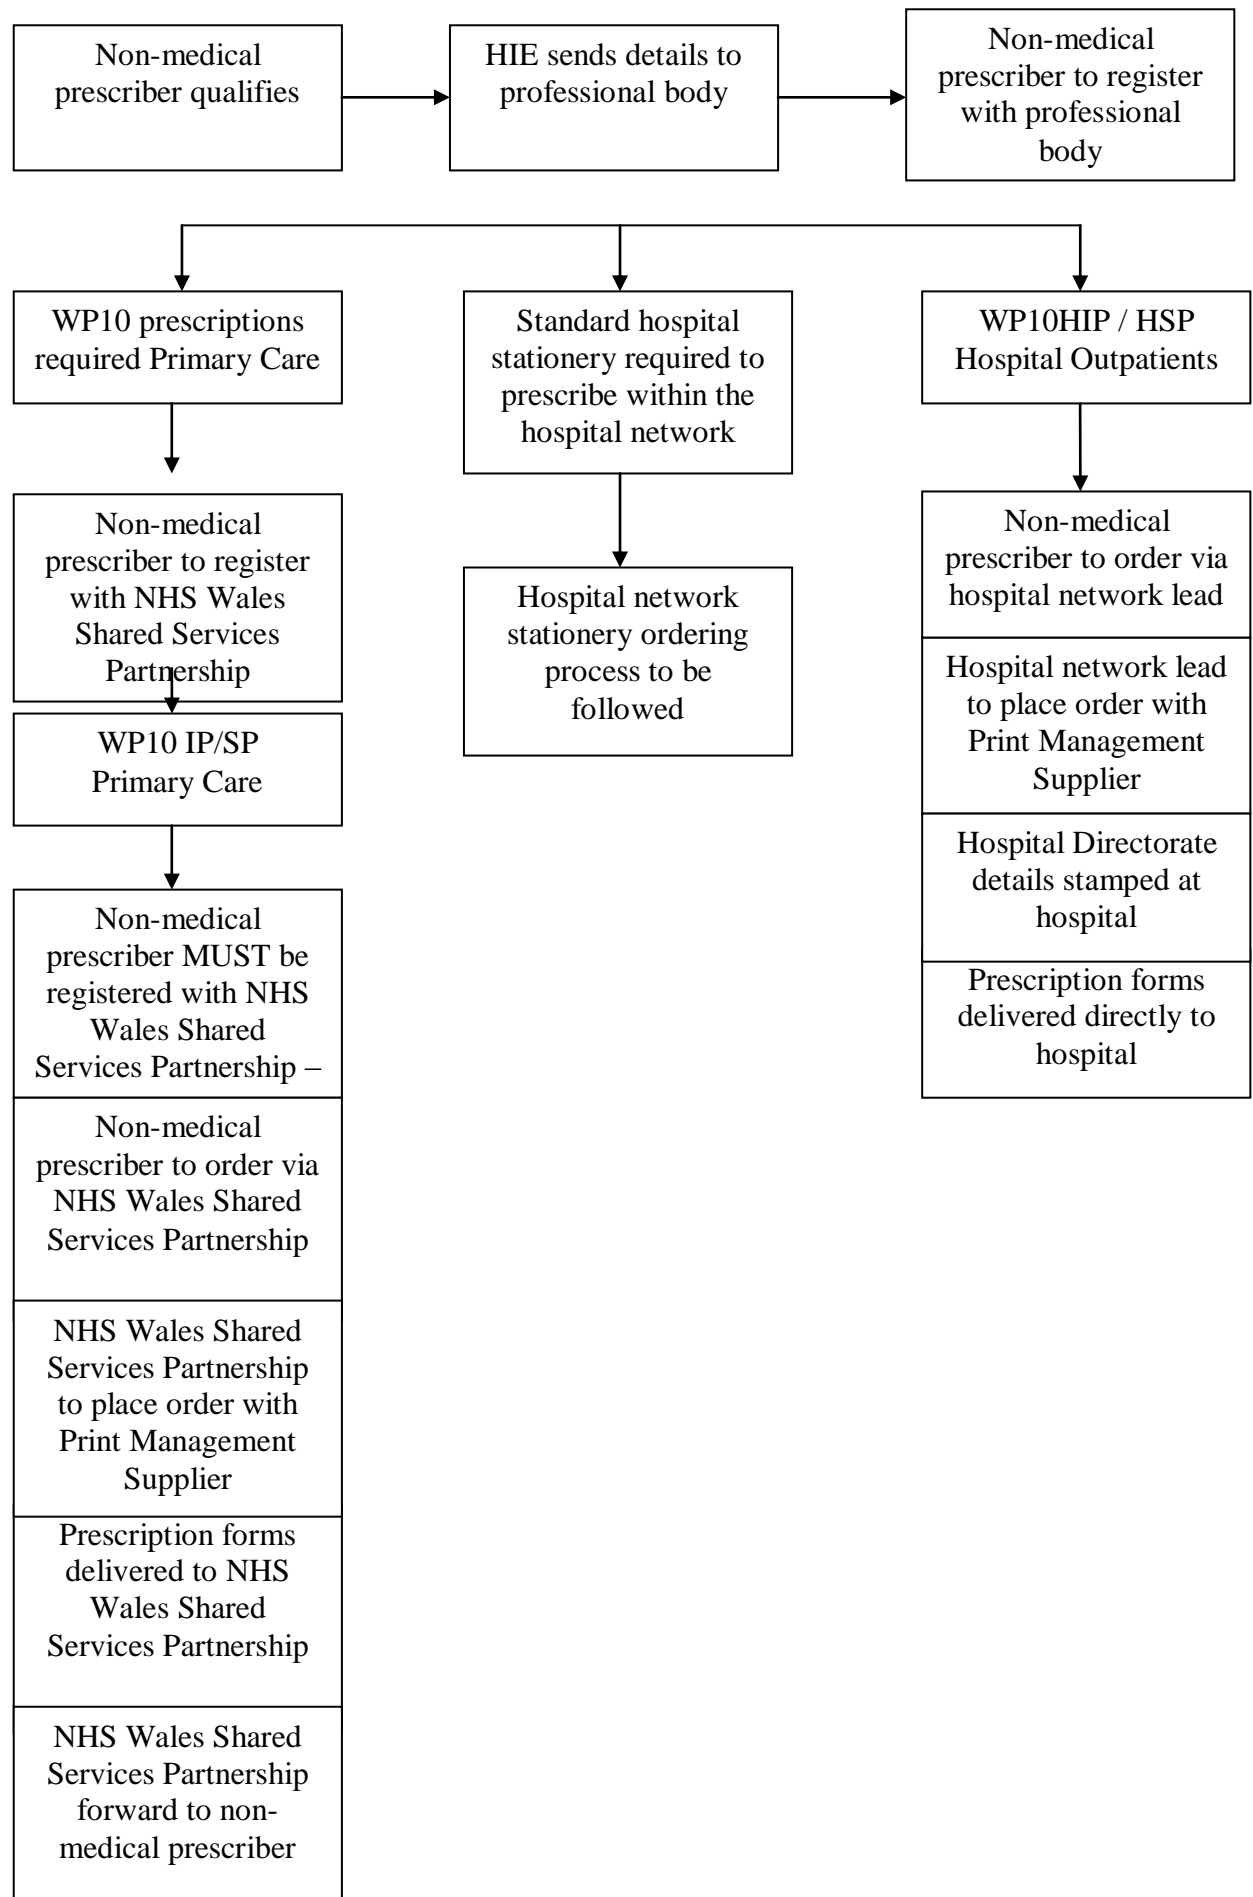 Non-medical
prescriber qualifies
HIE sends details to
professional body
Non-medical
prescriber to register
with professional
body
WP10 prescriptions
required Primary Care
Standard hospital
stationery required to
prescribe within the
hospital network
WP10HIP / HSP
Hospital Outpatients
Non-medical
prescriber to register
with NHS Wales
Shared Services
Partnership
WP10 IP/SP
Primary Care
Non-medical
prescriber MUST be
registered with NHS
Wales Shared
Services Partnership –
Non-medical
prescriber to order via
NHS Wales Shared
Services Partnership
NHS Wales Shared
Services Partnership
to place order with
Print Management
Supplier
Prescription forms
delivered to NHS
Wales Shared
Services Partnership
NHS Wales Shared
Services Partnership
forward to non-
medical prescriber
Hospital network
stationery ordering
process to be
followed
Non-medical
prescriber to order via
hospital network lead
Hospital network lead
to place order with
Print Management
Supplier
Hospital Directorate
details stamped at
hospital
Prescription forms
delivered directly to
hospital